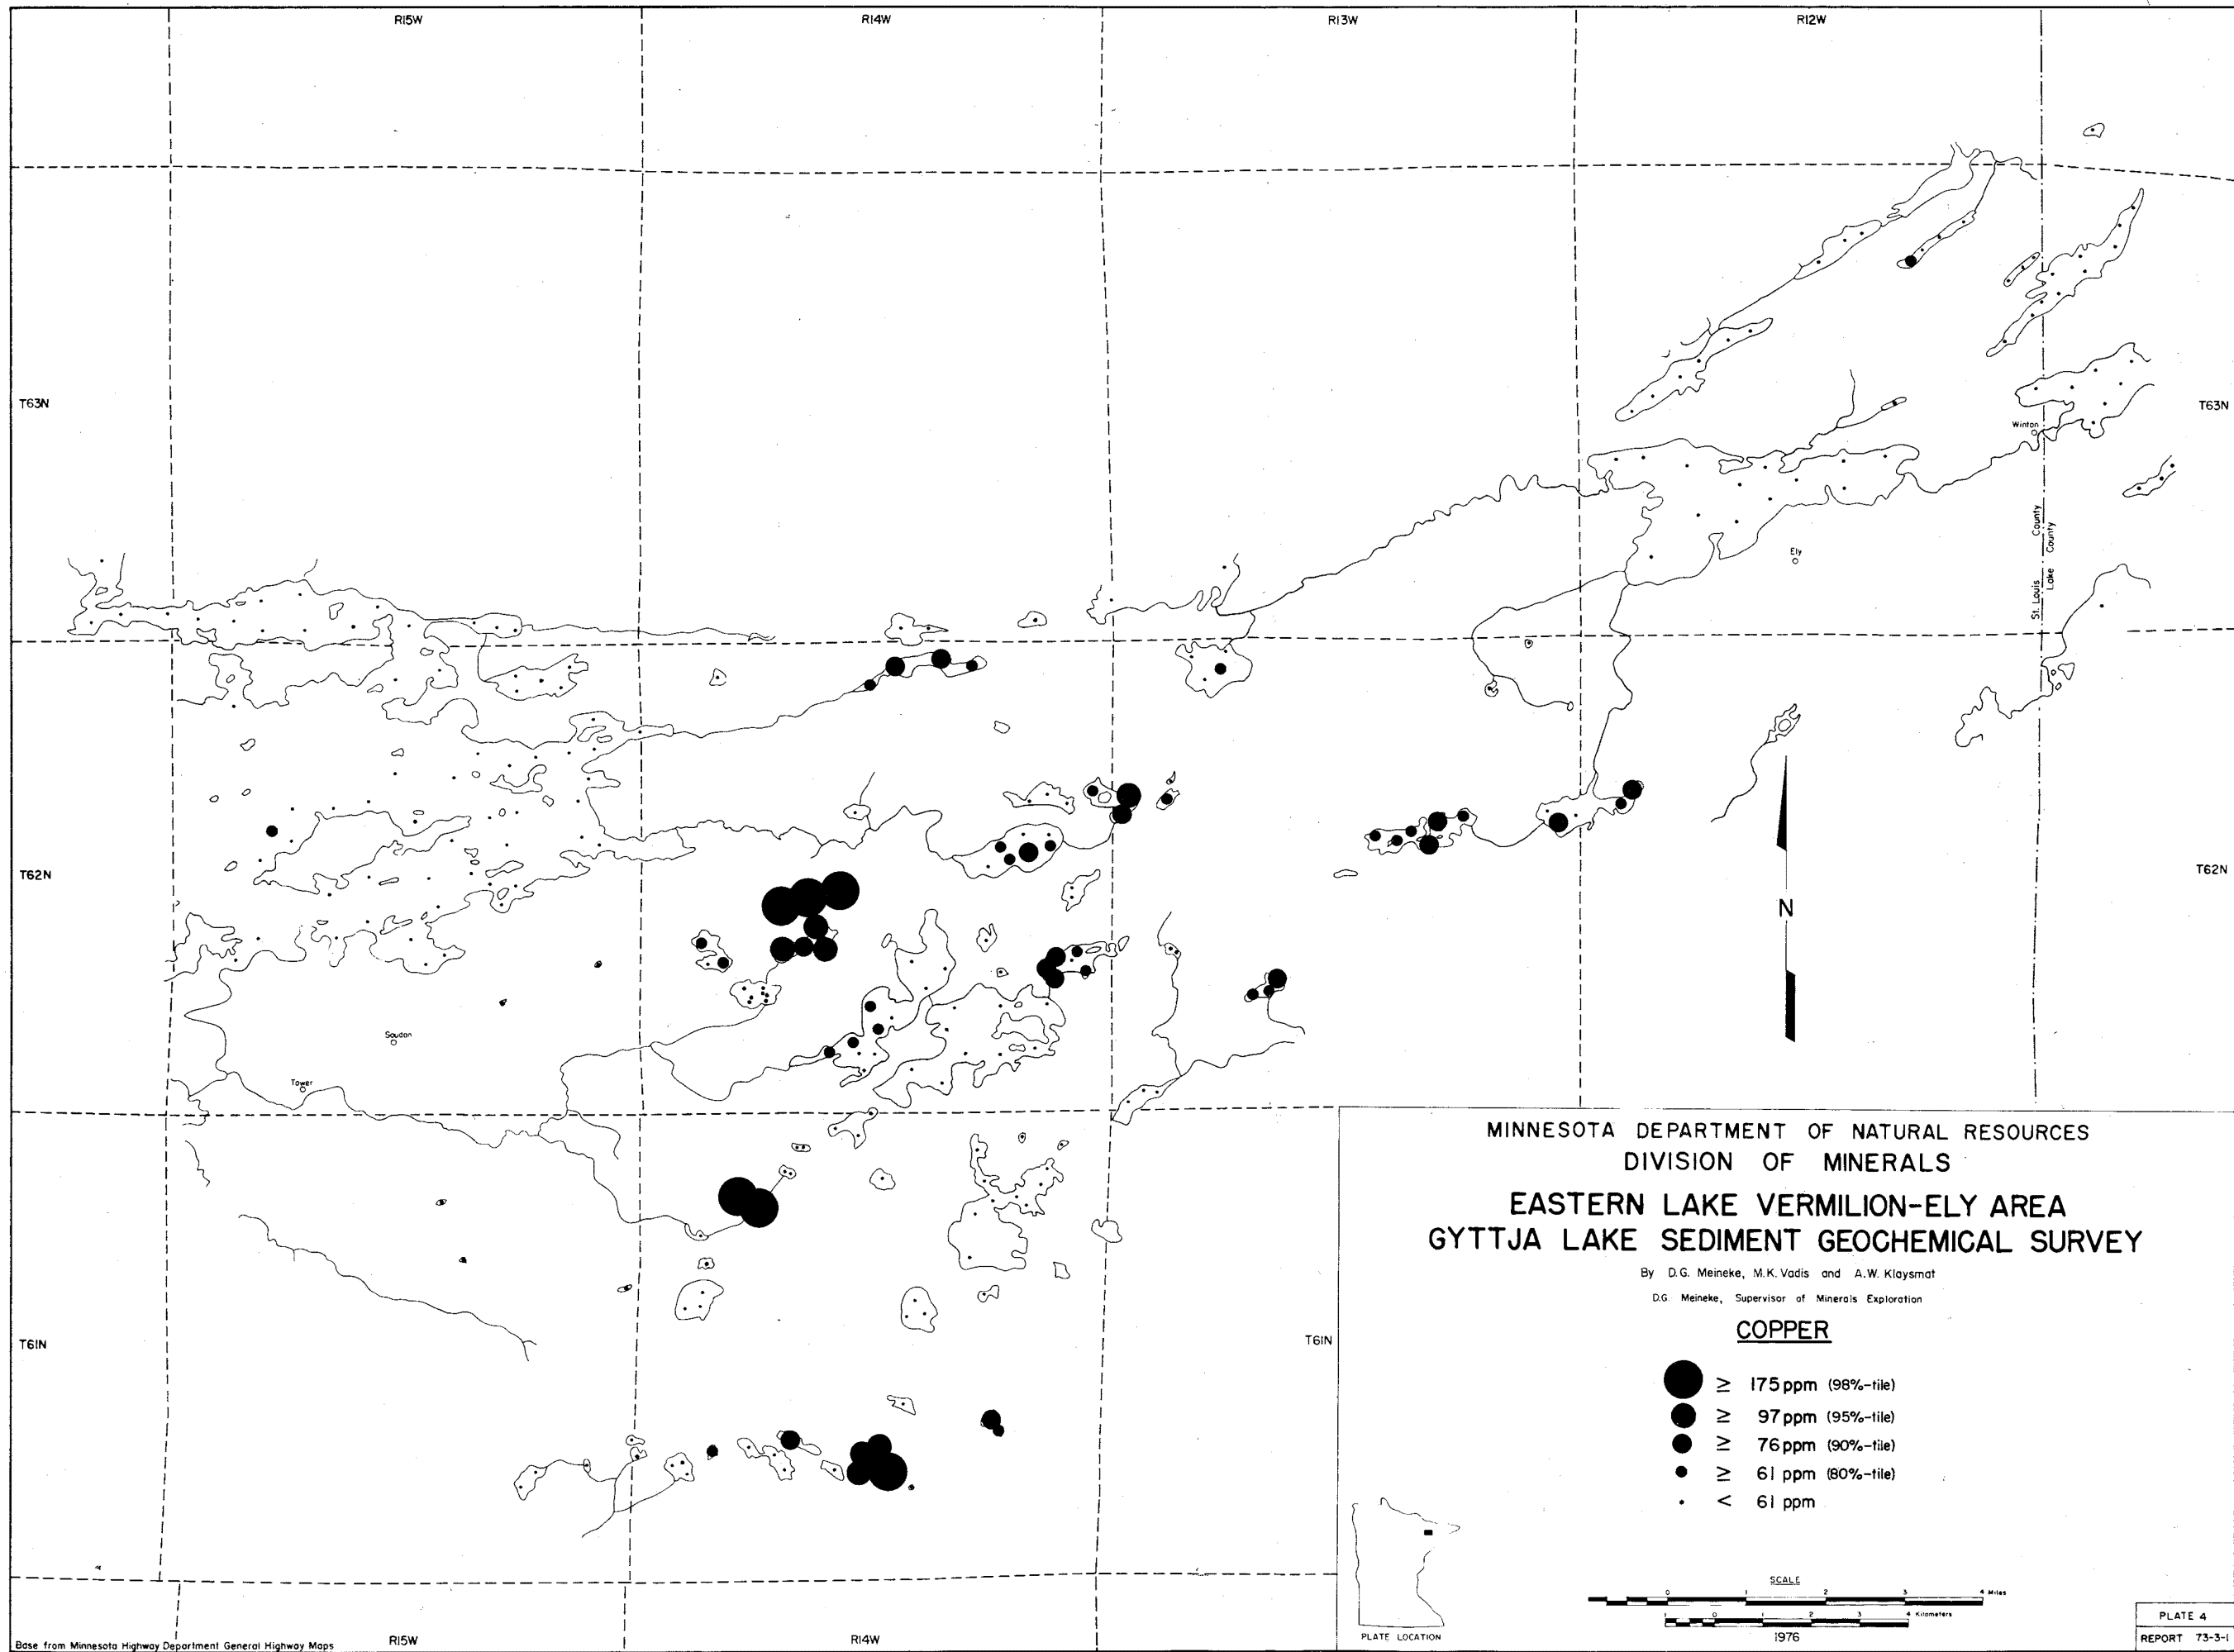 R15W R14W R13W R12W
T63N T63N
Winton
St. Louis County
Lake County
Ely
T62N T62N
N
Soudan
Tower
T61N T61N
MINNESOTA DEPARTMENT OF NATURAL RESOURCES
DIVISION OF MINERALS
EASTERN LAKE VERMILION-ELY AREA
GYTTJA LAKE SEDIMENT GEOCHEMICAL SURVEY
By D.G. Meineke, M.K. Vadis and A.W. Klaysmat
D.G. Meineke, Supervisor of Minerals Exploration
COPPER
≥ 175 ppm (98%-tile)
≥ 97 ppm (95%-tile)
≥ 76 ppm (90%-tile)
≥ 61 ppm (80%-tile)
< 61 ppm
SCALE
1 0 1 2 3 4 Miles
1 0 1 2 3 4 Kilometers
1976
PLATE LOCATION
PLATE 4
REPORT 73-3-1
R15W R14W
Base from Minnesota Highway Department General Highway Maps